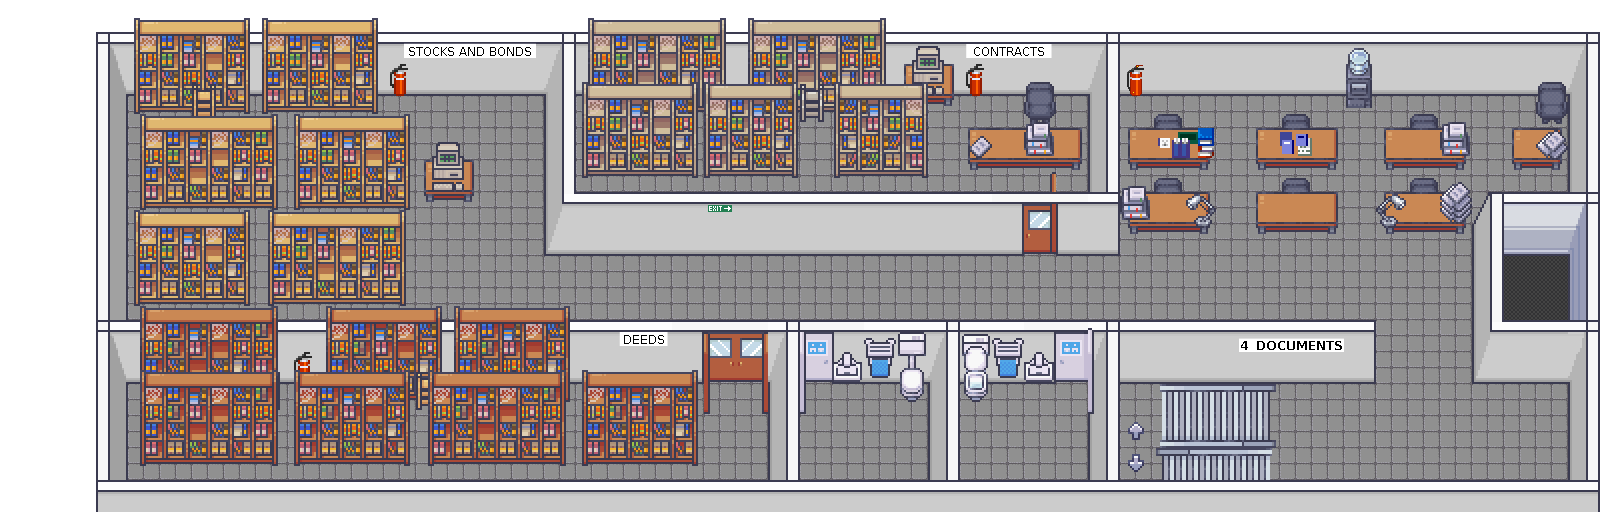 STOCKS AND BONDS
CONTRACTS
EXIT→
DEEDS
4 DOCUMENTS